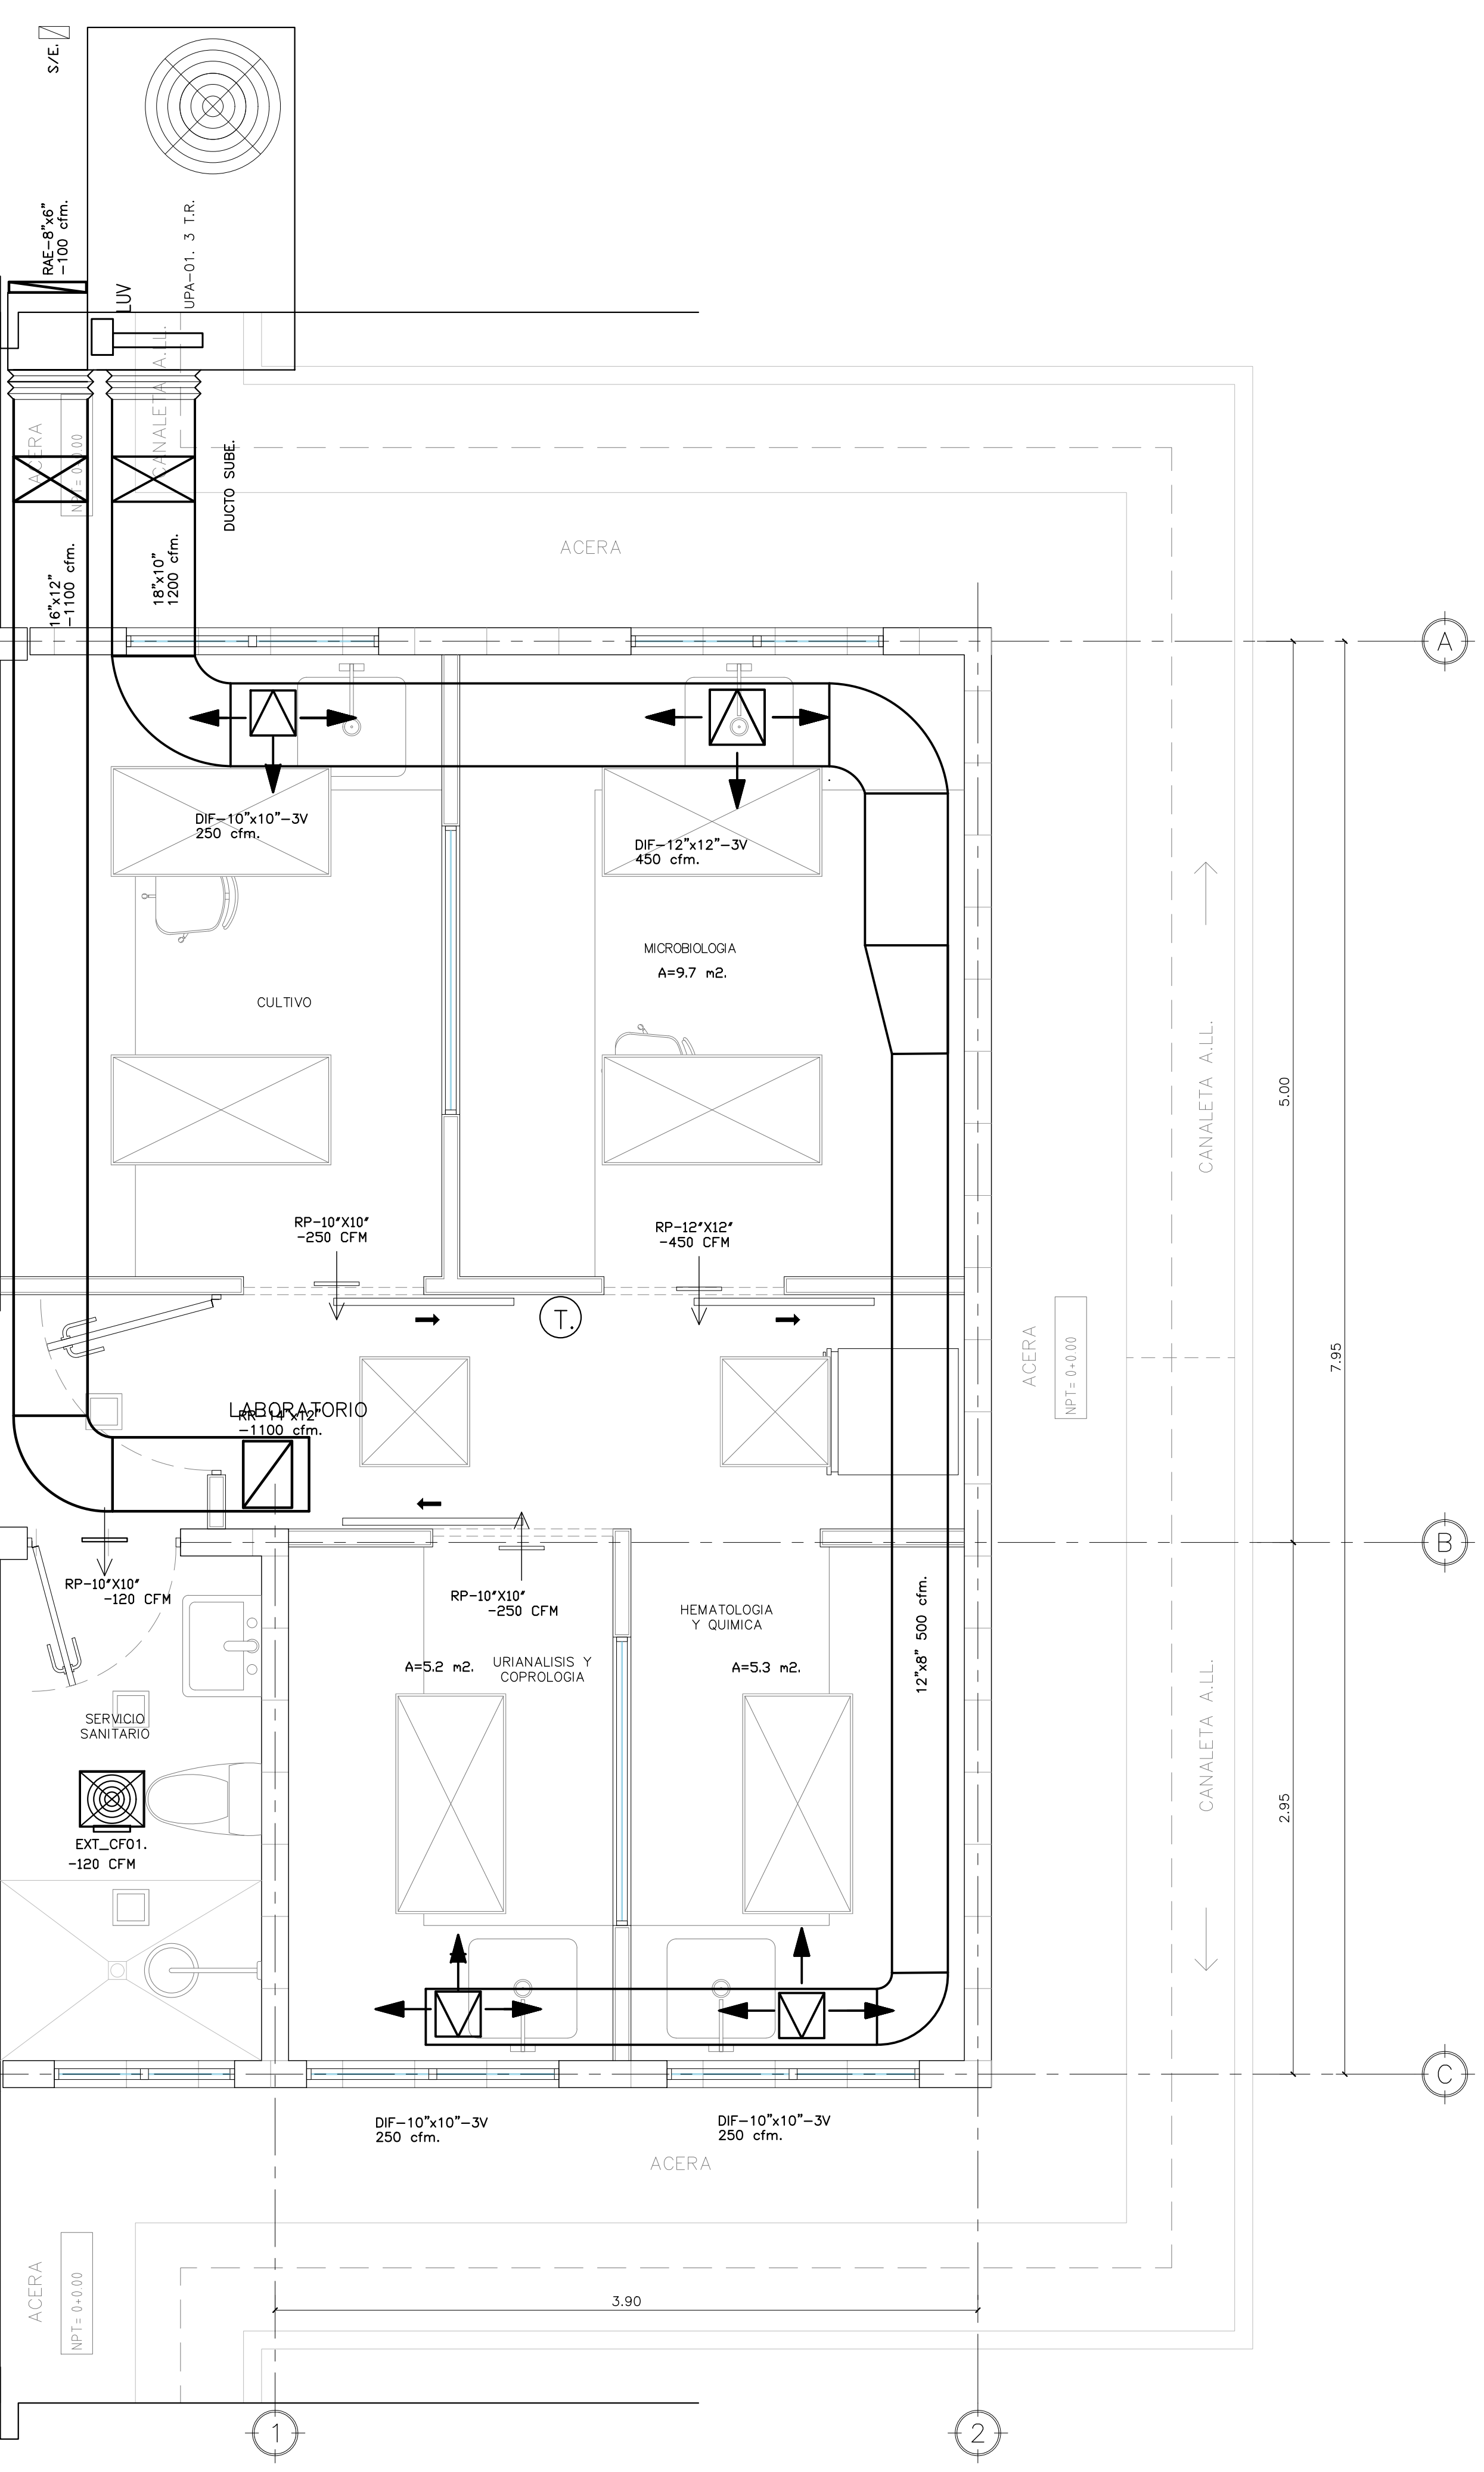 S/E.
RAE-8"x6"
-100 cfm.
UPA-01. 3 T.R.
LUV
CANALETA A.LL.
ACERA
NPT= 0+0.00
DUCTO SUBE.
16"x12"
-1100 cfm.
18"x10"
1200 cfm.
ACERA
A
DIF-10"x10"-3V
250 cfm.
DIF-12"x12"-3V
450 cfm.
MICROBIOLOGIA
A=9.7 m2.
CULTIVO
CANALETA A.LL.
5.00
RP-10"X10"
-250 CFM
RP-12"X12"
-450 CFM
T.
ACERA
NPT= 0+0.00
7.95
LABORATORIO
RR-14"x12"
-1100 cfm.
B
RP-10"X10"
-120 CFM
RP-10"X10"
-250 CFM
HEMATOLOGIA
Y QUIMICA
12"x8" 500 cfm.
A=5.2 m2.
URIANALISIS Y
COPROLOGIA
A=5.3 m2.
SERVICIO
SANITARIO
CANALETA A.LL.
2.95
EXT_CF01.
-120 CFM
C
DIF-10"x10"-3V
250 cfm.
DIF-10"x10"-3V
250 cfm.
ACERA
ACERA
NPT= 0+0.00
3.90
1
2